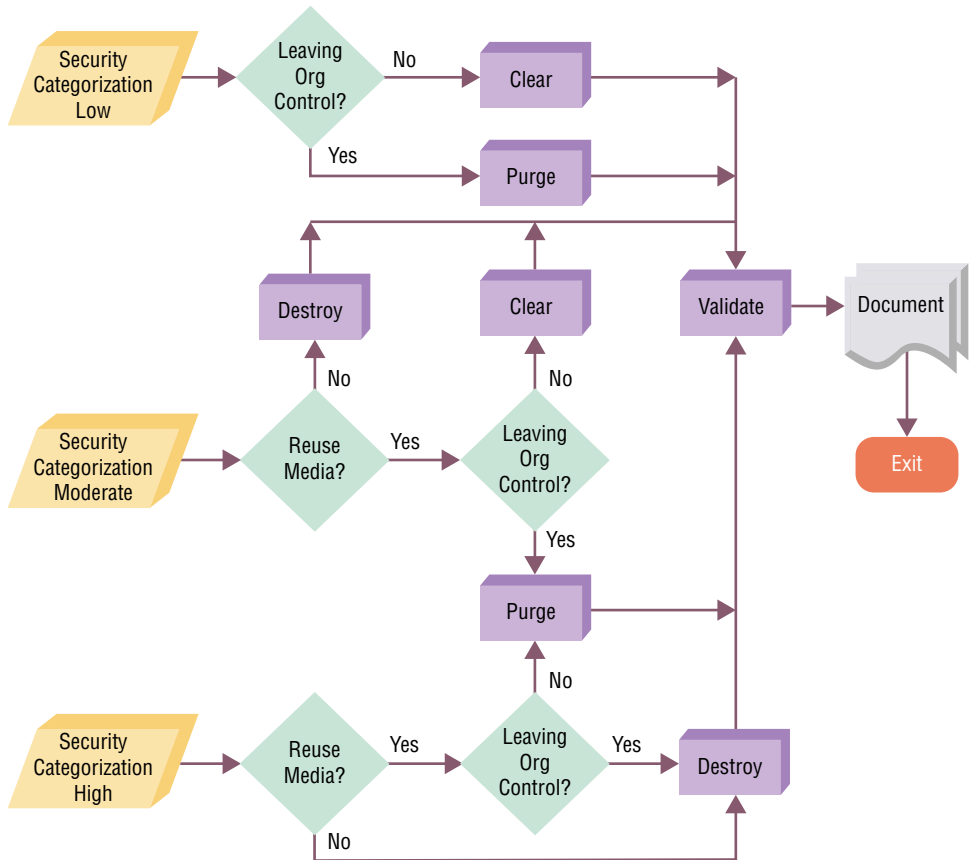 Security
Categorization
Low
Leaving
Org
Control?
No
Clear
Yes
Purge
Destroy
Clear
Validate
Document
No
No
Security
Categorization
Moderate
Reuse
Media?
Yes
Leaving
Org
Control?
Exit
Yes
Purge
No
Security
Categorization
High
Reuse
Media?
Yes
Leaving
Org
Control?
Yes
Destroy
No